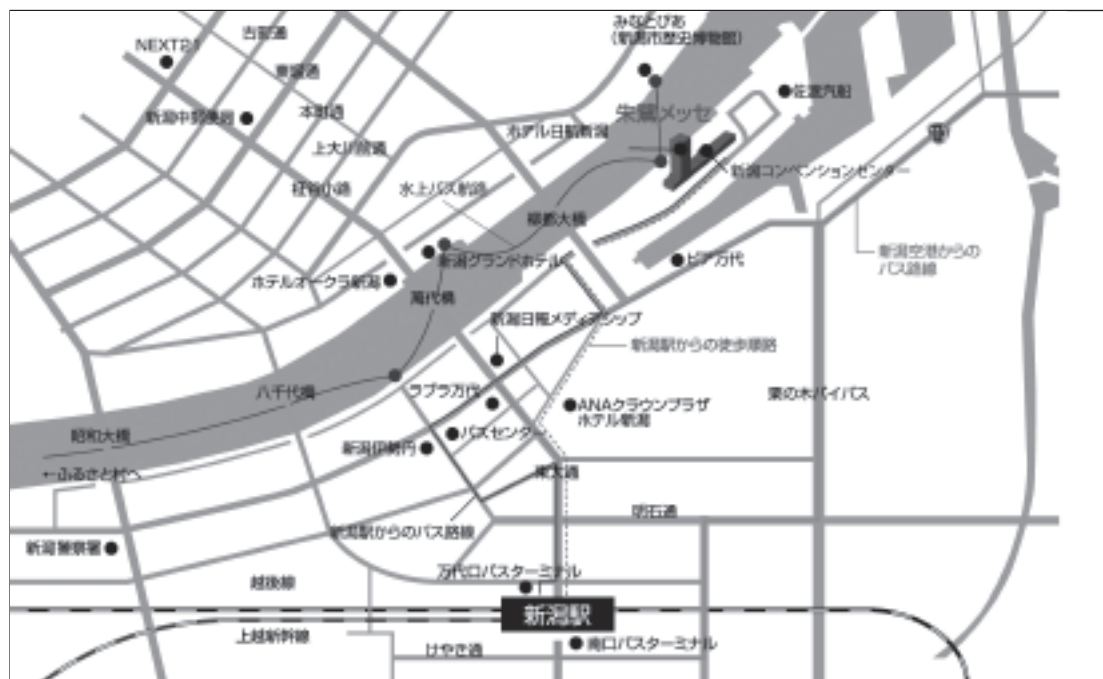 みなとぴあ
(新潟市歴史博物館)
古町通
NEXT21
東堀通
佐渡汽船
本町通
新潟中郵便局
朱鷺メッセ
ホテル日航新潟
上大川前通
新潟コンベンションセンター
柾谷小路
水上バス航路
柳都大橋
新潟空港からの
バス路線
新潟グランドホテル
ピア万代
ホテルオークラ新潟
萬代橋
新潟日報メディアシップ
新潟駅からの徒歩順路
八千代橋
ラブラ万代
栗の木バイパス
ANAクラウンプラザ
ホテル新潟
昭和大橋
バスセンター
新潟伊勢丹
←ふるさと村へ
東大通
明石通
新潟駅からのバス路線
新潟警察署
万代口バスターミナル
越後線
新潟駅
上越新幹線
南口バスターミナル
けやき通